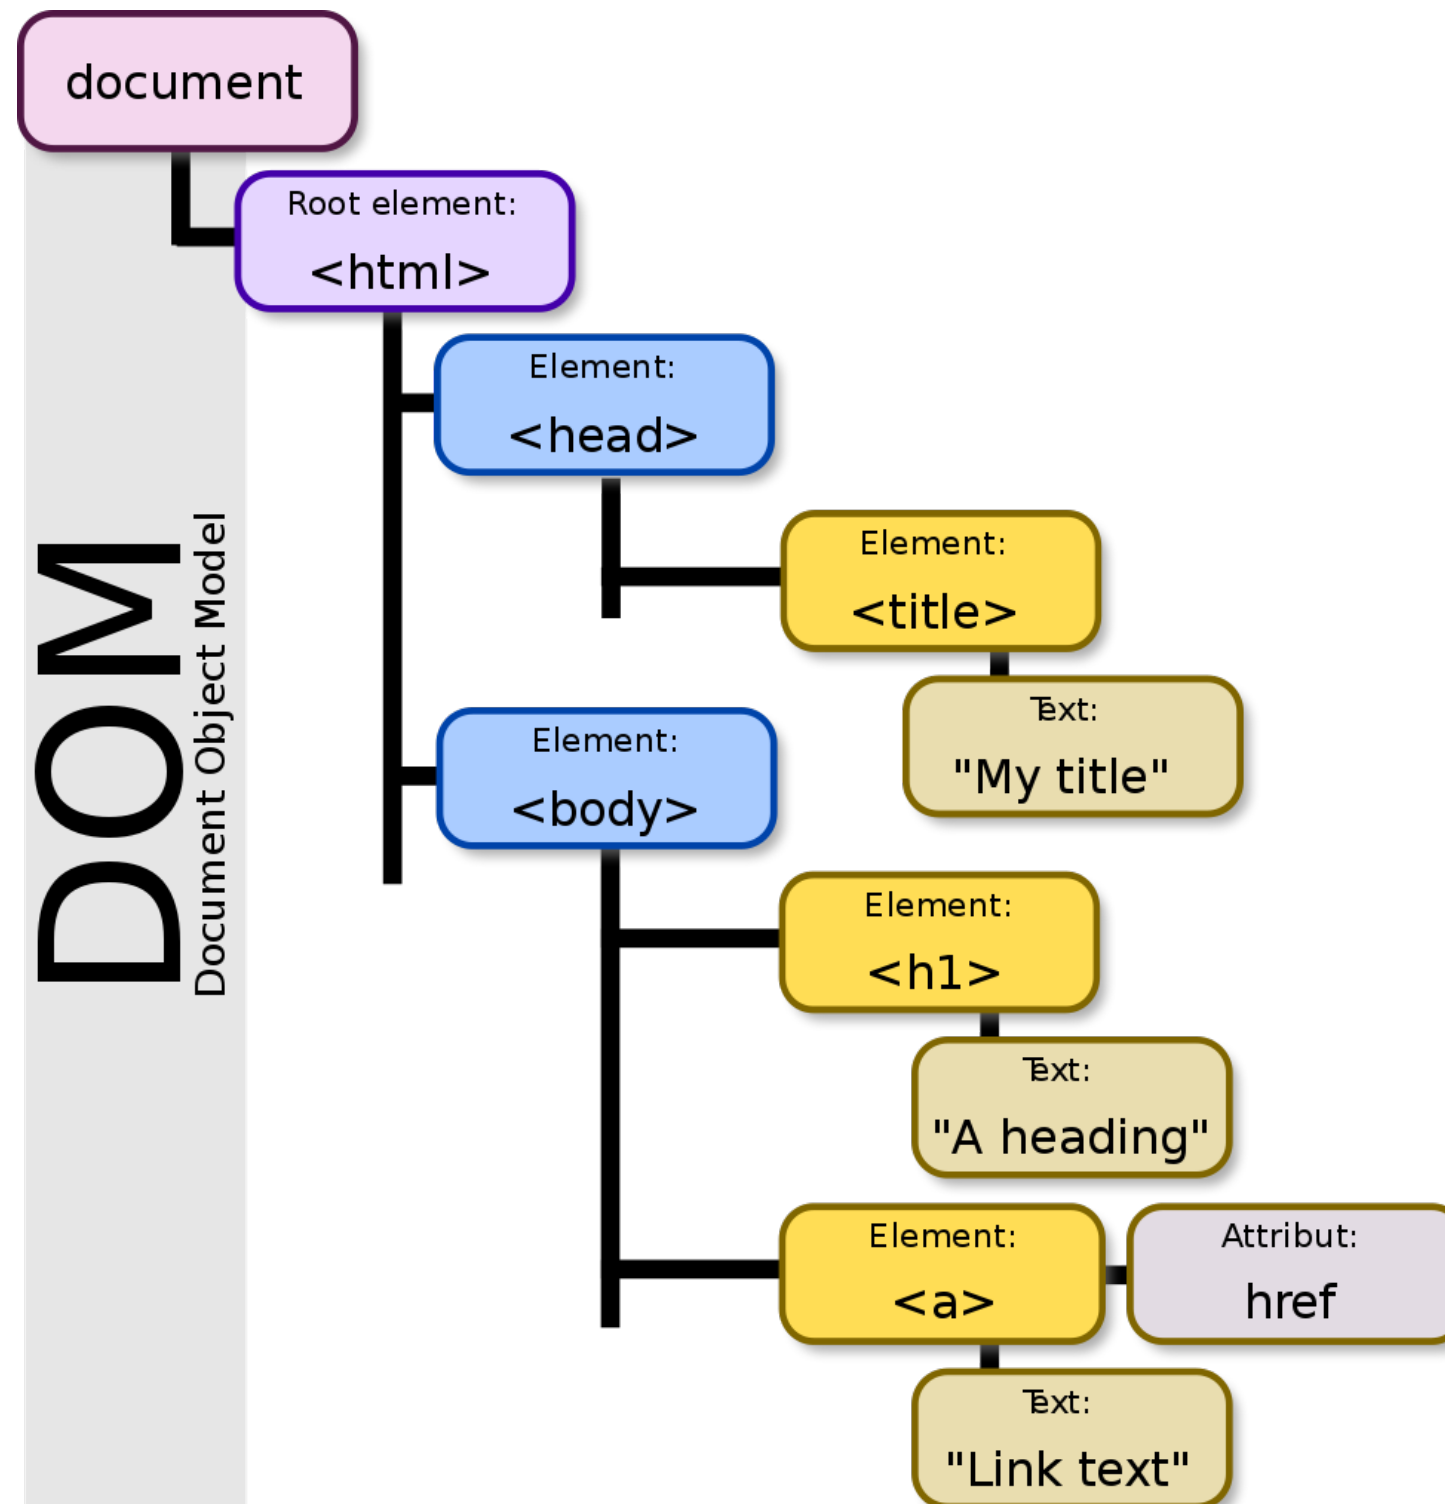 document
Root element:
<html>
Element:
<head>
Element:
<title>
Text:
"My title"
Element:
<body>
Element:
<h1>
Text:
"A heading"
Element:
<a>
Attribut:
href
Text:
"Link text"
DOM
Document Object Model